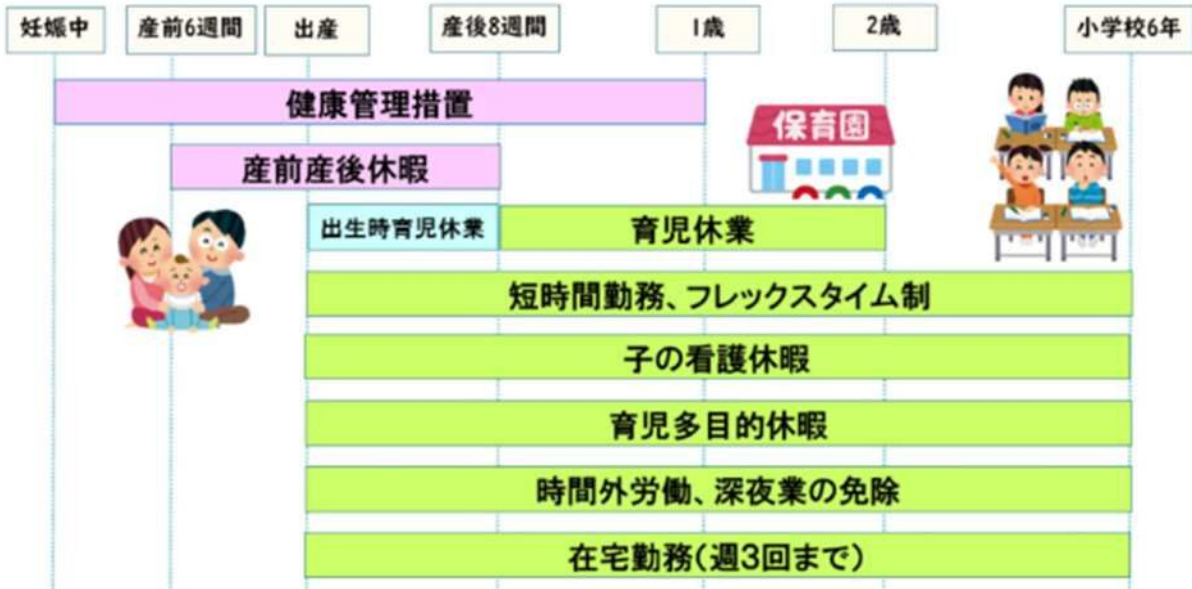 妊娠中
産前6週間
出産
産後8週間
1歳
2歳
小学校6年
健康管理措置
保育園
産前産後休暇
出生時育児休業
育児休業
短時間勤務、フレックスタイム制
子の看護休暇
育児多目的休暇
時間外労働、深夜業の免除
在宅勤務(週3回まで)